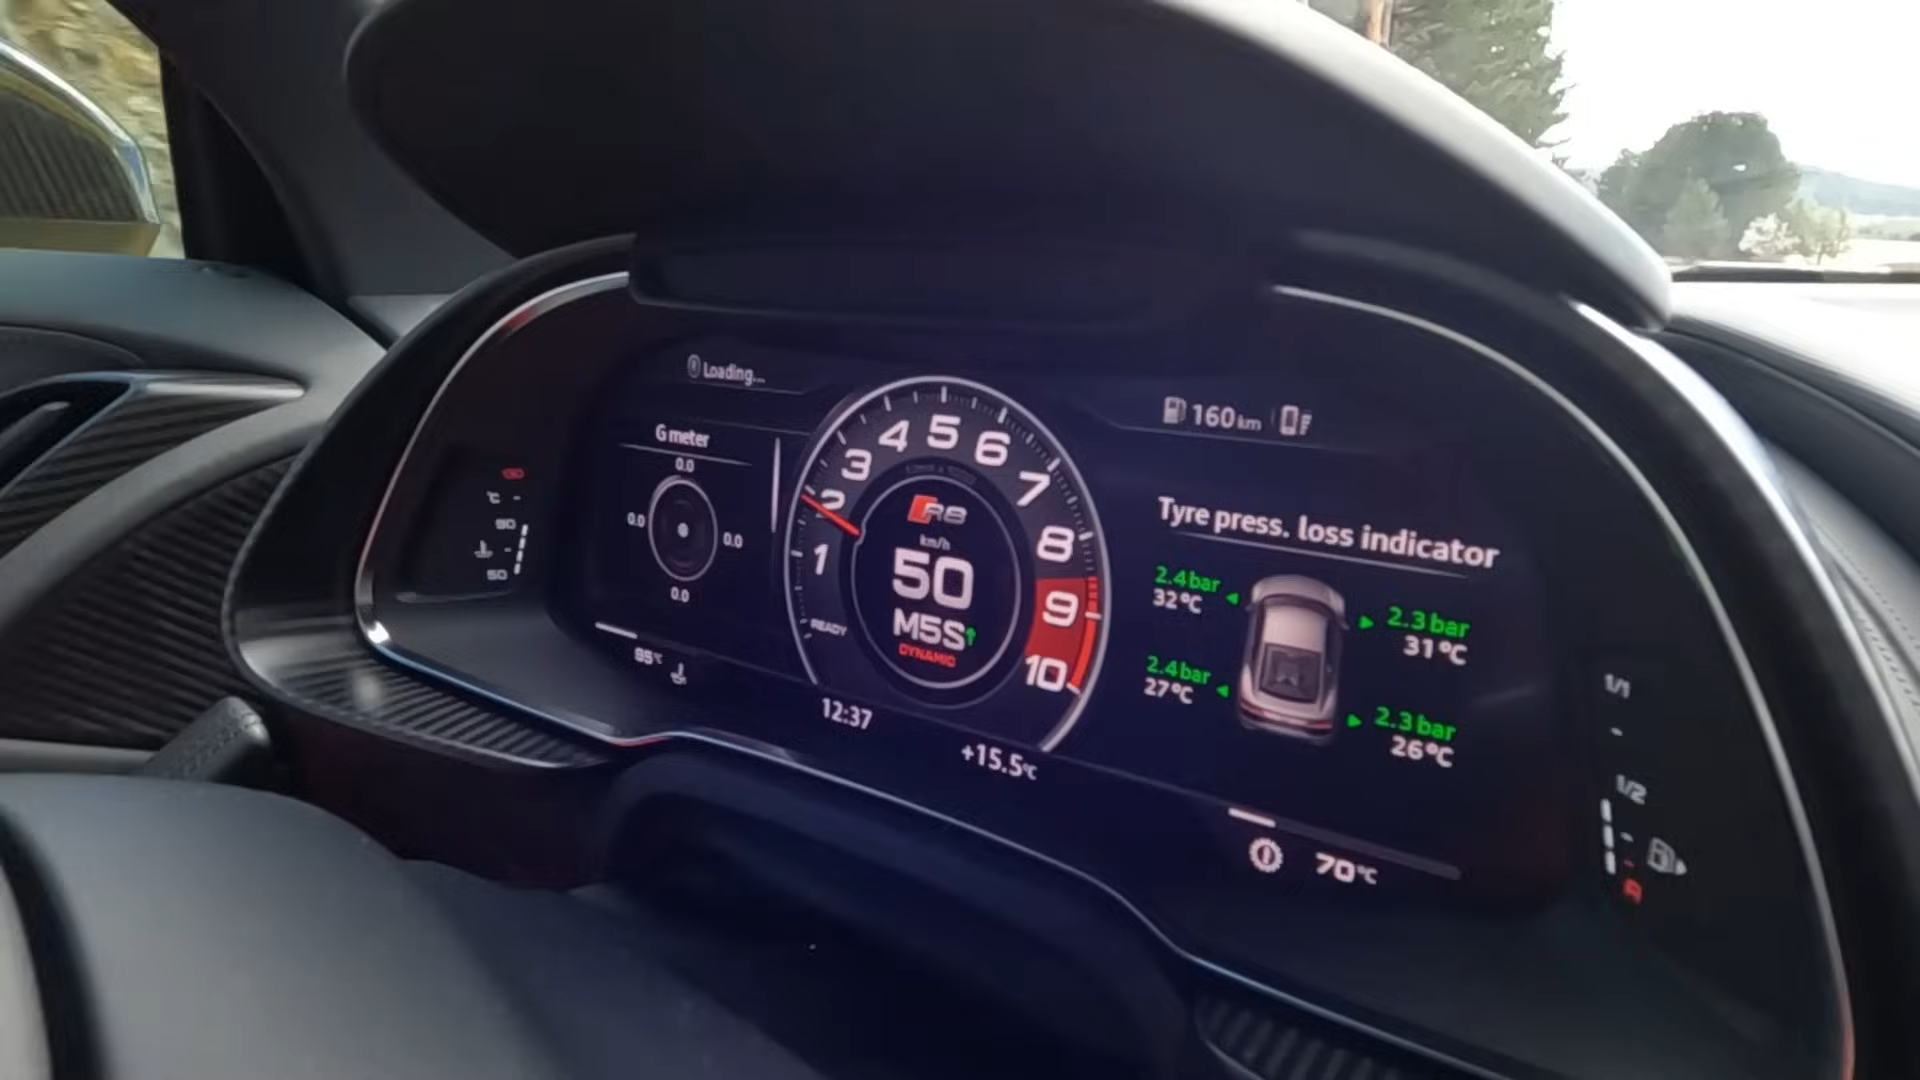 Loading...
160 km
G meter
0.0
0.0
0.0
0.0
1
2
3
4
5
6
7
8
9
10
READY
R8
km/h
50
M5S↑
DYNAMIC
Tyre press. loss indicator
2.4 bar
32°C
2.3 bar
31°C
2.4 bar
27°C
2.3 bar
26°C
°C
90
50
85°C
12:37
+15.5°C
70°C
1/1
1/2
R